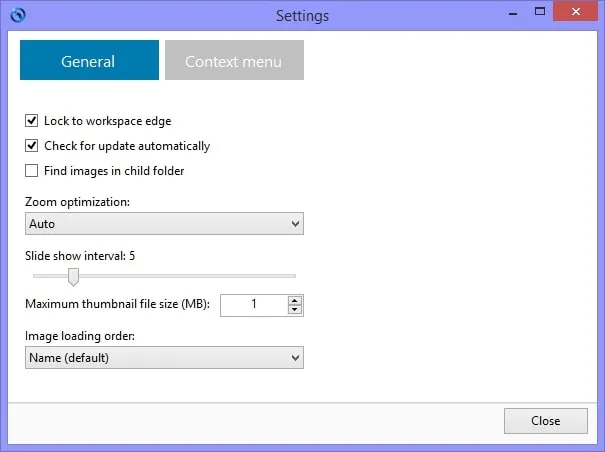 Settings
General
Context menu
Lock to workspace edge
Check for update automatically
Find images in child folder
Zoom optimization:
Auto
Slide show interval: 5
Maximum thumbnail file size (MB): 1
Image loading order:
Name (default)
Close